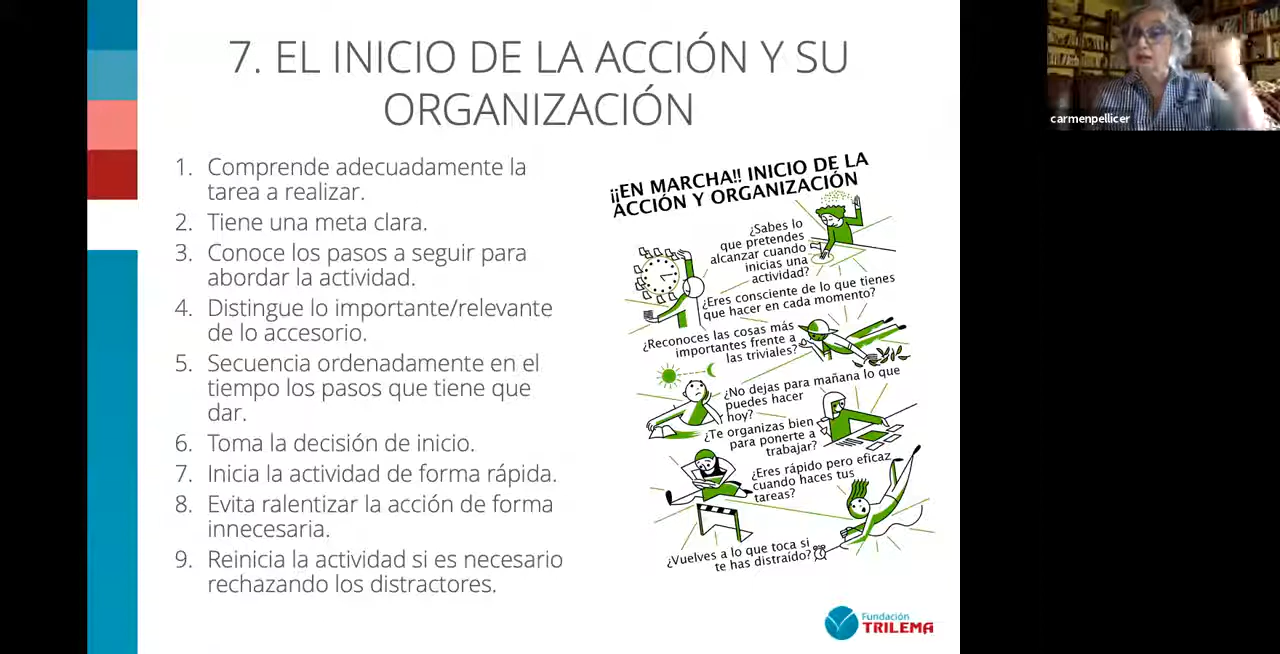 7. EL INICIO DE LA ACCIÓN Y SU
ORGANIZACIÓN
1. Comprende adecuadamente la
tarea a realizar.
2. Tiene una meta clara.
3. Conoce los pasos a seguir para
abordar la actividad.
4. Distingue lo importante/relevante
de lo accesorio.
5. Secuencia ordenadamente en el
tiempo los pasos que tiene que
dar.
6. Toma la decisión de inicio.
7. Inicia la actividad de forma rápida.
8. Evita ralentizar la acción de forma
innecesaria.
9. Reinicia la actividad si es necesario
rechazando los distractores.
¡¡EN MARCHA!! INICIO DE LA
ACCIÓN Y ORGANIZACIÓN
¿Sabes lo
que pretendes
alcanzar cuando
inicias una
actividad?
¿Eres consciente de lo que tienes
que hacer en cada momento?
¿Reconoces las cosas más
importantes frente a
las triviales?
¿No dejas para mañana lo que
puedes hacer
hoy?
¿Te organizas bien
para ponerte a
trabajar?
¿Eres rápido pero eficaz
cuando haces tus
tareas?
¿Vuelves a lo que toca si
te has distraído?
Fundación
TRILEMA
carmenpellicer